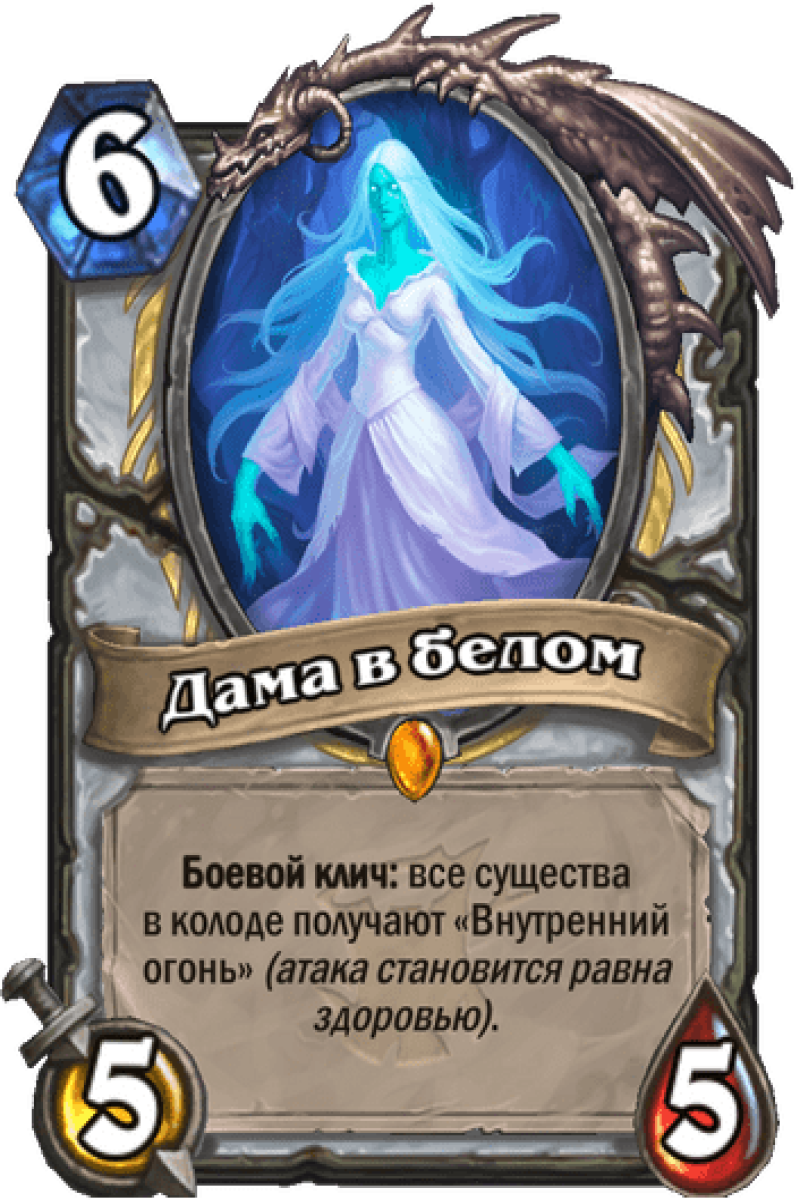 6
Дама в белом
Боевой клич: все существа
в колоде получают «Внутренний
огонь» (атака становится равна
здоровью).
5
5